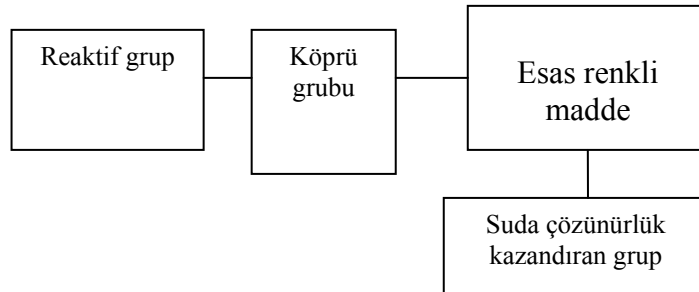 Reaktif grup
Köprü
grubu
Esas renkli
madde
Suda çözünürlük
kazandıran grup